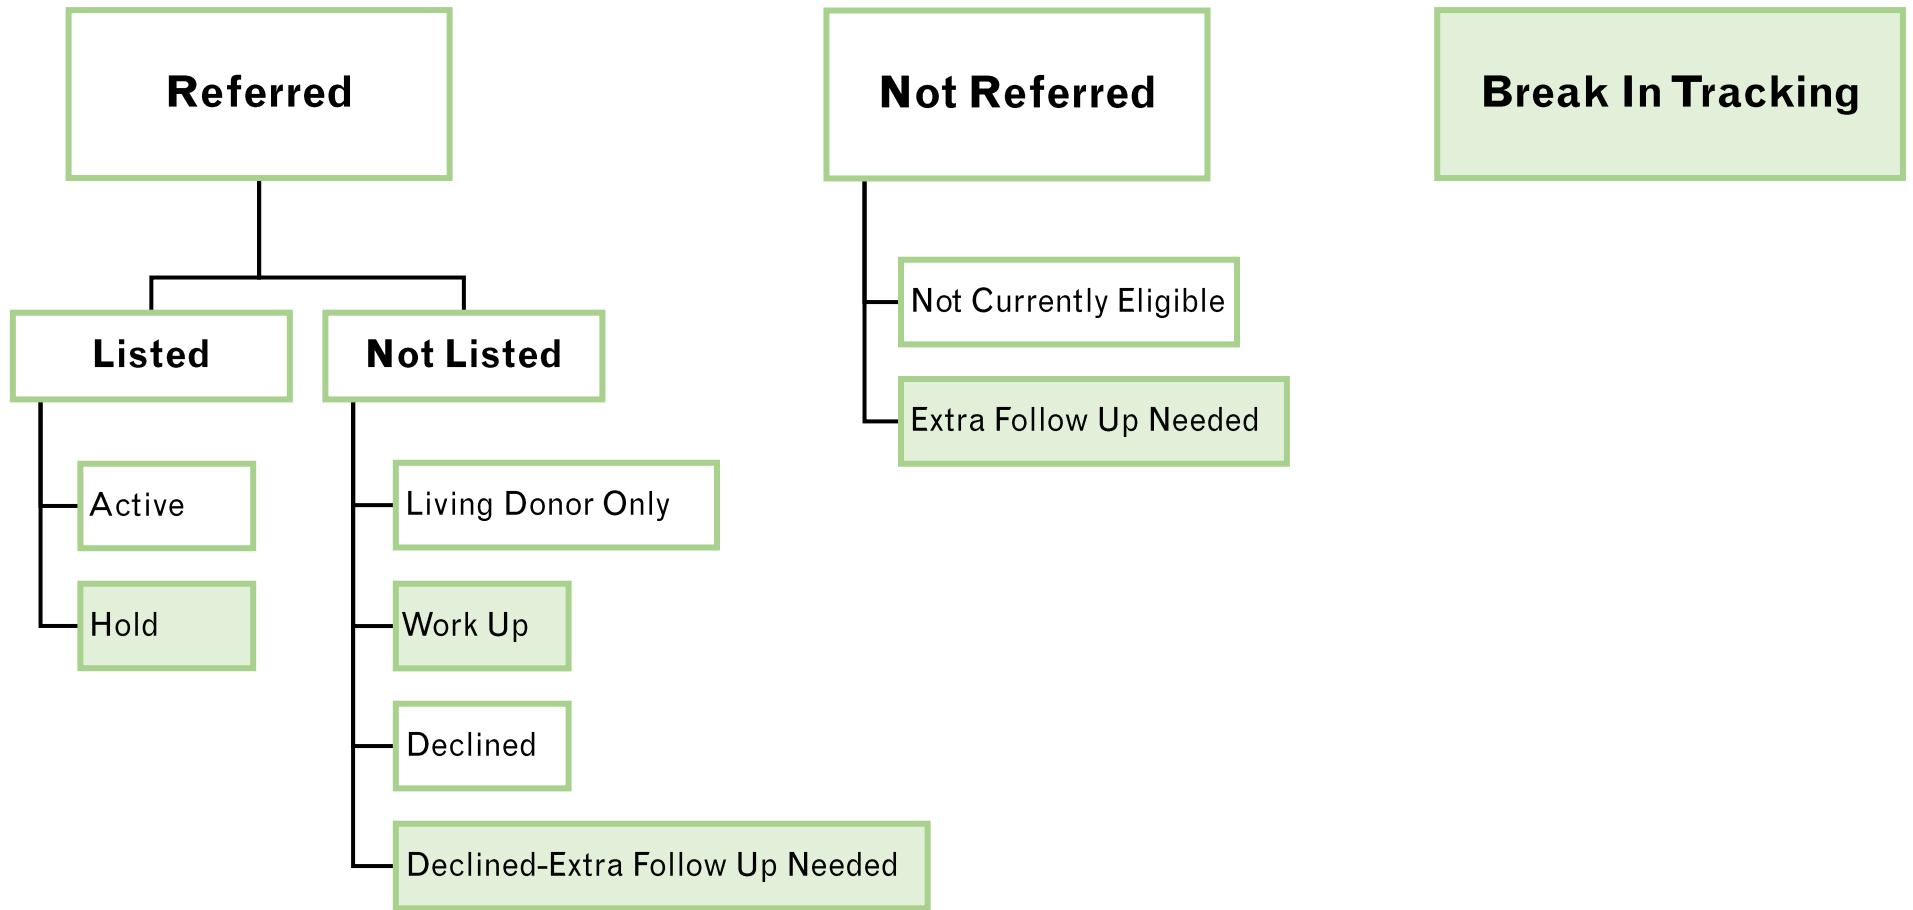 Referred
Not Referred
Break In Tracking
Listed
Not Listed
Active
Hold
Living Donor Only
Work Up
Declined
Declined-Extra Follow Up Needed
Not Currently Eligible
Extra Follow Up Needed